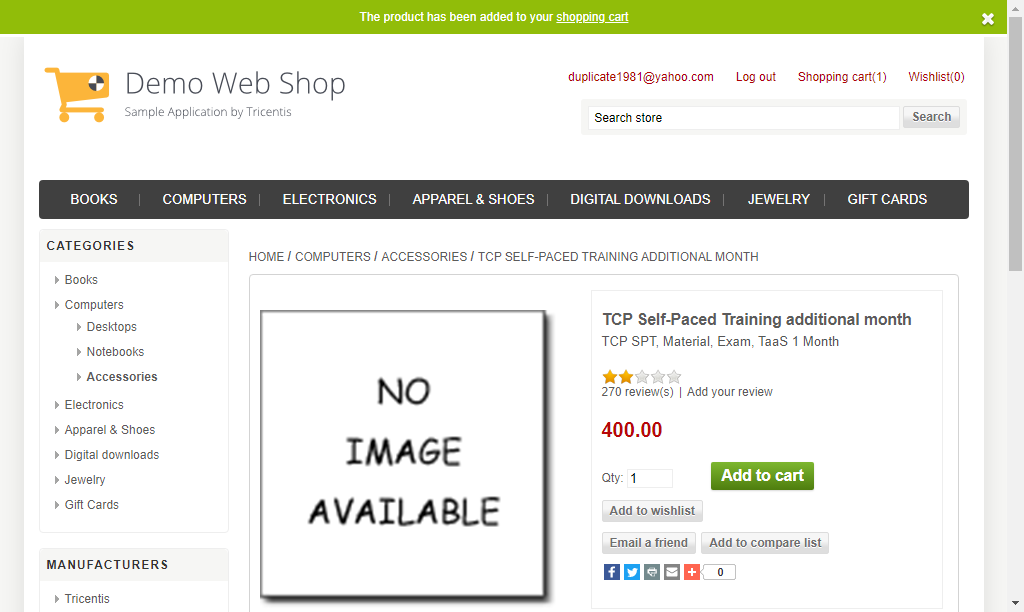 The product has been added to your shopping cart
Demo Web Shop
Sample Application by Tricentis
duplicate1981@yahoo.com Log out Shopping cart(1) Wishlist(0)
Search store Search
BOOKS | COMPUTERS | ELECTRONICS | APPAREL & SHOES | DIGITAL DOWNLOADS | JEWELRY | GIFT CARDS
CATEGORIES
Books
Computers
Desktops
Notebooks
Accessories
Electronics
Apparel & Shoes
Digital downloads
Jewelry
Gift Cards
MANUFACTURERS
Tricentis
HOME / COMPUTERS / ACCESSORIES / TCP SELF-PACED TRAINING ADDITIONAL MONTH
NO
IMAGE
AVAILABLE
TCP Self-Paced Training additional month
TCP SPT, Material, Exam, TaaS 1 Month
270 review(s) | Add your review
400.00
Qty: 1 Add to cart
Add to wishlist
Email a friend Add to compare list
0